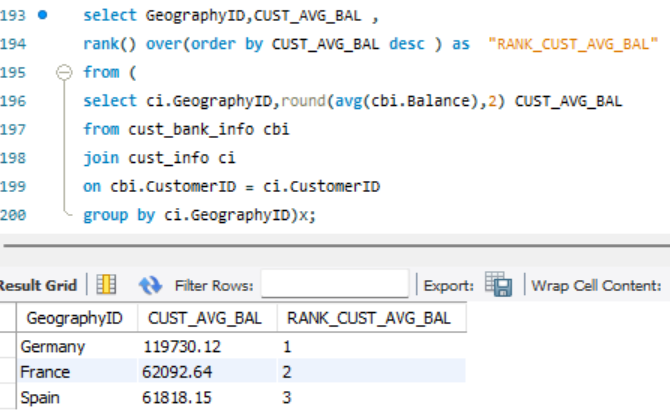 193 select GeographyID,CUST_AVG_BAL ,
194 rank() over(order by CUST_AVG_BAL desc ) as "RANK_CUST_AVG_BAL"
195 from (
196 select ci.GeographyID,round(avg(cbi.Balance),2) CUST_AVG_BAL
197 from cust_bank_info cbi
198 join cust_info ci
199 on cbi.CustomerID = ci.CustomerID
200 group by ci.GeographyID)x;
Result Grid Filter Rows: Export: Wrap Cell Content:
GeographyID CUST_AVG_BAL RANK_CUST_AVG_BAL
Germany 119730.12 1
France 62092.64 2
Spain 61818.15 3